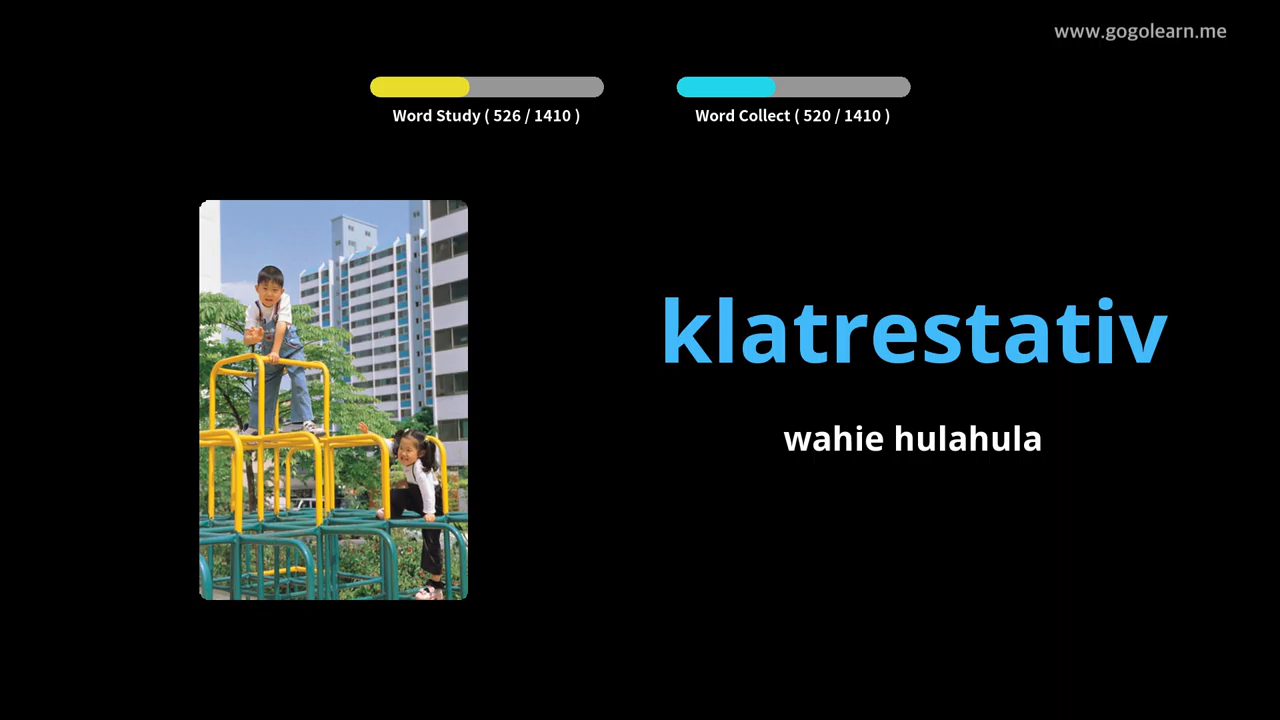 www.gogolearn.me
Word Study ( 526 / 1410 )
Word Collect ( 520 / 1410 )
klatrestativ
wahie hulahula